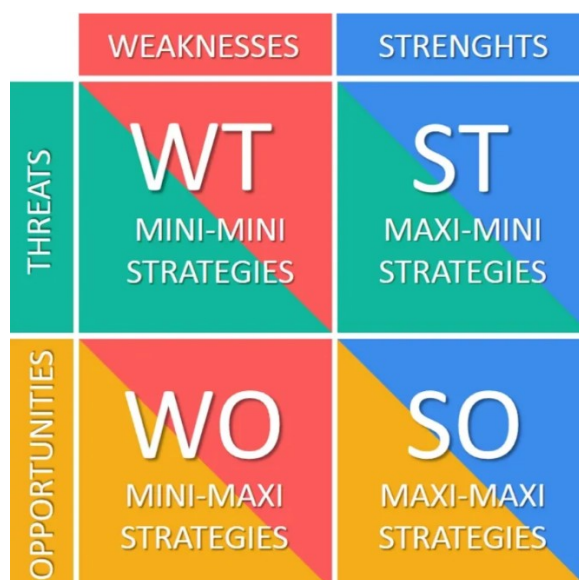 WEAKNESSES
STRENGHTS
THREATS
WT
MINI-MINI
STRATEGIES
ST
MAXI-MINI
STRATEGIES
OPPORTUNITIES
WO
MINI-MAXI
STRATEGIES
SO
MAXI-MAXI
STRATEGIES